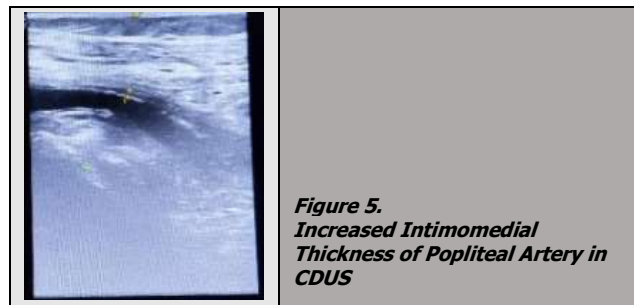 Figure 5.
Increased Intimomedial
Thickness of Popliteal Artery in
CDUS